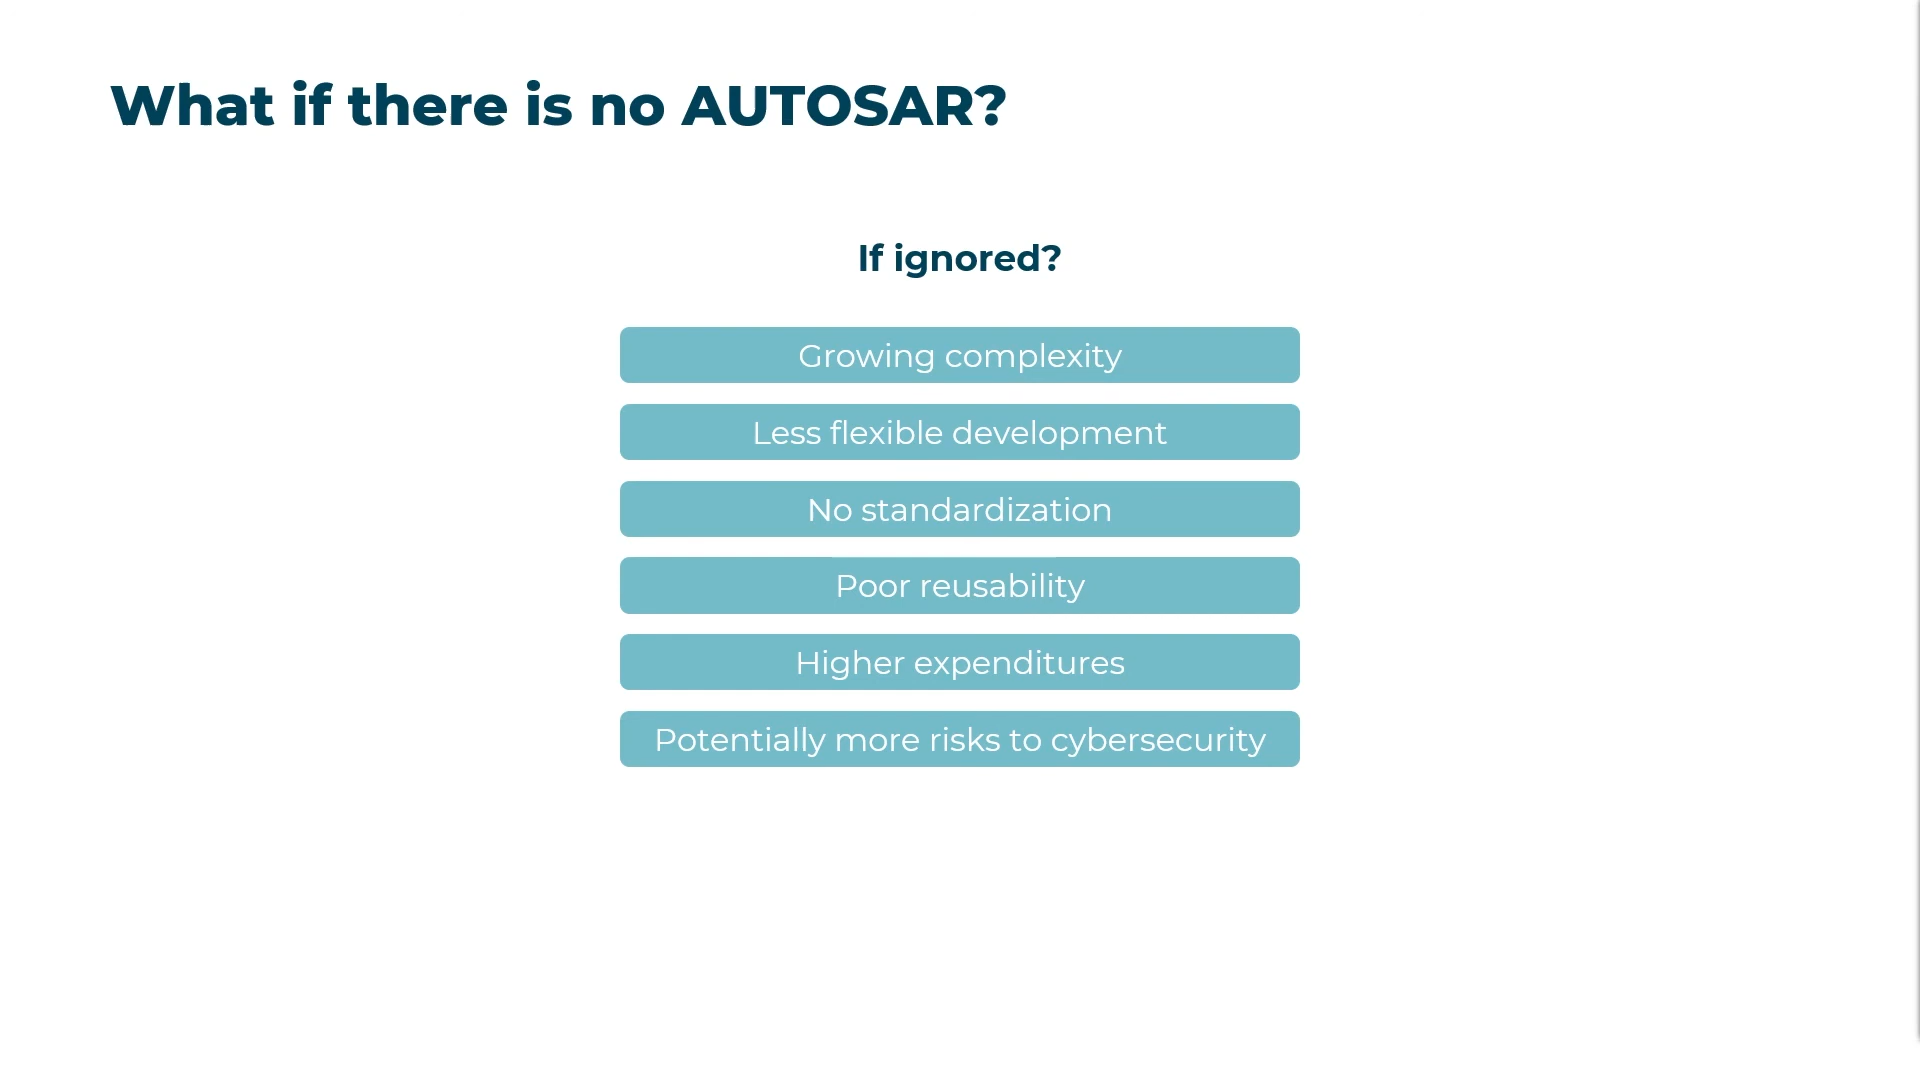 What if there is no AUTOSAR?
If ignored?
Growing complexity
Less flexible development
No standardization
Poor reusability
Higher expenditures
Potentially more risks to cybersecurity